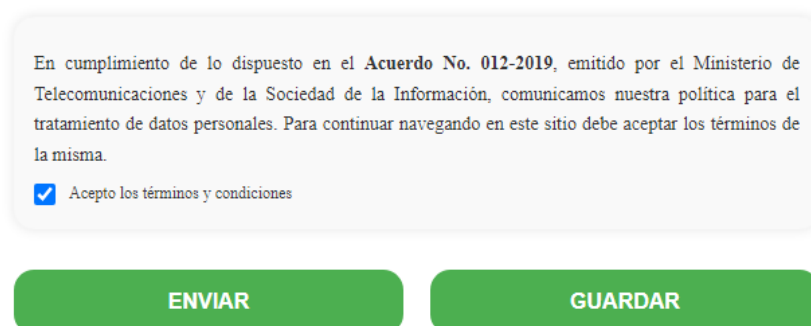 En cumplimiento de lo dispuesto en el Acuerdo No. 012-2019, emitido por el Ministerio de
Telecomunicaciones y de la Sociedad de la Información, comunicamos nuestra política para el
tratamiento de datos personales. Para continuar navegando en este sitio debe aceptar los términos de
la misma.
Acepto los términos y condiciones
ENVIAR GUARDAR